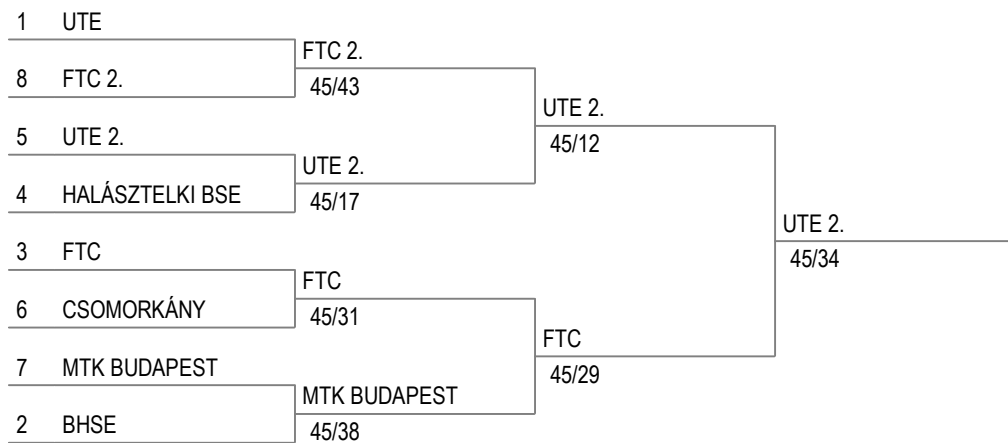 1 UTE
FTC 2.
8 FTC 2.
45/43
UTE 2.
5 UTE 2.
45/12
UTE 2.
4 HALÁSZTELKI BSE
45/17
UTE 2.
3 FTC
45/34
FTC
6 CSOMORKÁNY
45/31
FTC
7 MTK BUDAPEST
45/29
MTK BUDAPEST
2 BHSE
45/38